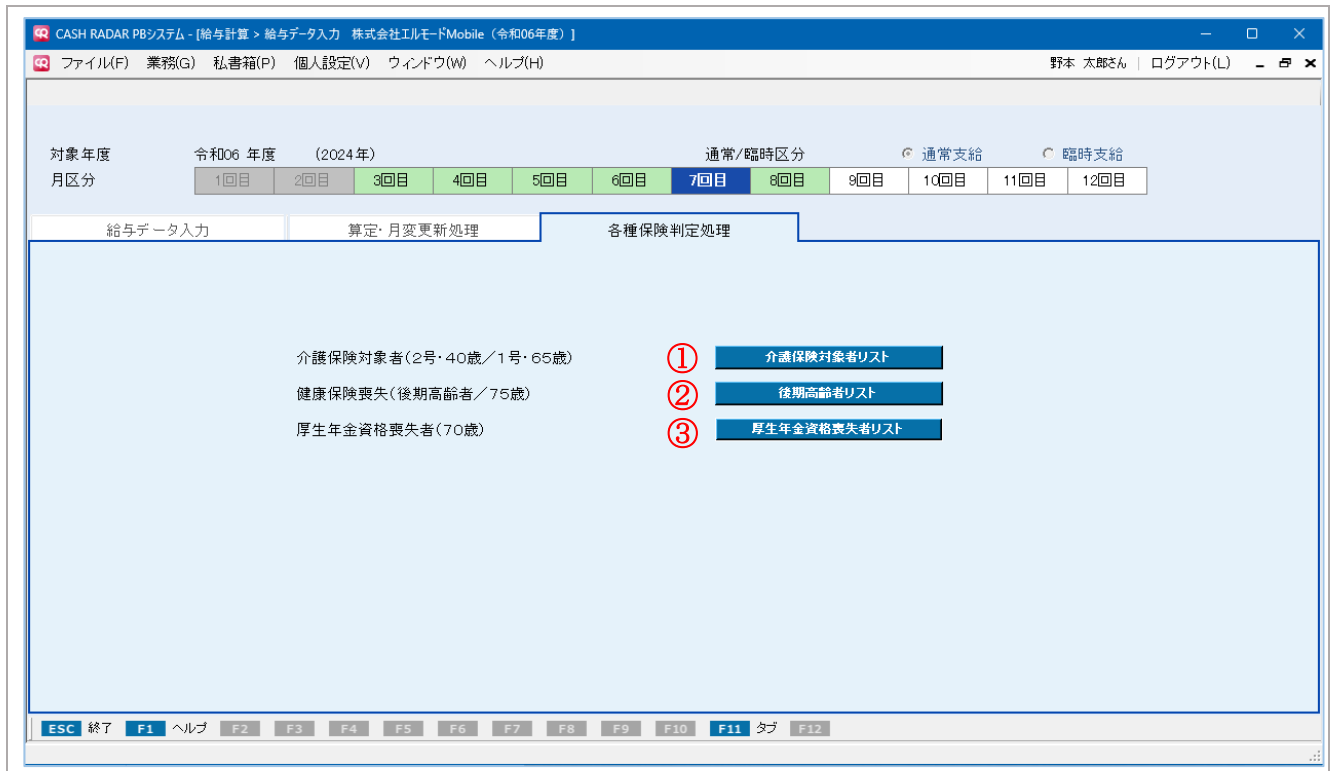 CASH RADAR PBシステム - [給与計算 > 給与データ入力　株式会社エルモードMobile（令和06年度）]
ファイル(F) 業務(G) 私書箱(P) 個人設定(V) ウィンドウ(W) ヘルプ(H) 野本 太郎さん | ログアウト(L)
対象年度 令和06 年度 (2024年) 通常/臨時区分 通常支給 臨時支給
月区分 1回目 2回目 3回目 4回目 5回目 6回目 7回目 8回目 9回目 10回目 11回目 12回目
給与データ入力 算定・月変更新処理 各種保険判定処理
介護保険対象者(2号・40歳／1号・65歳) ① 介護保険対象者リスト
健康保険喪失(後期高齢者／75歳) ② 後期高齢者リスト
厚生年金資格喪失者(70歳) ③ 厚生年金資格喪失者リスト
ESC 終了 F1 ヘルプ F2 F3 F4 F5 F6 F7 F8 F9 F10 F11 タブ F12